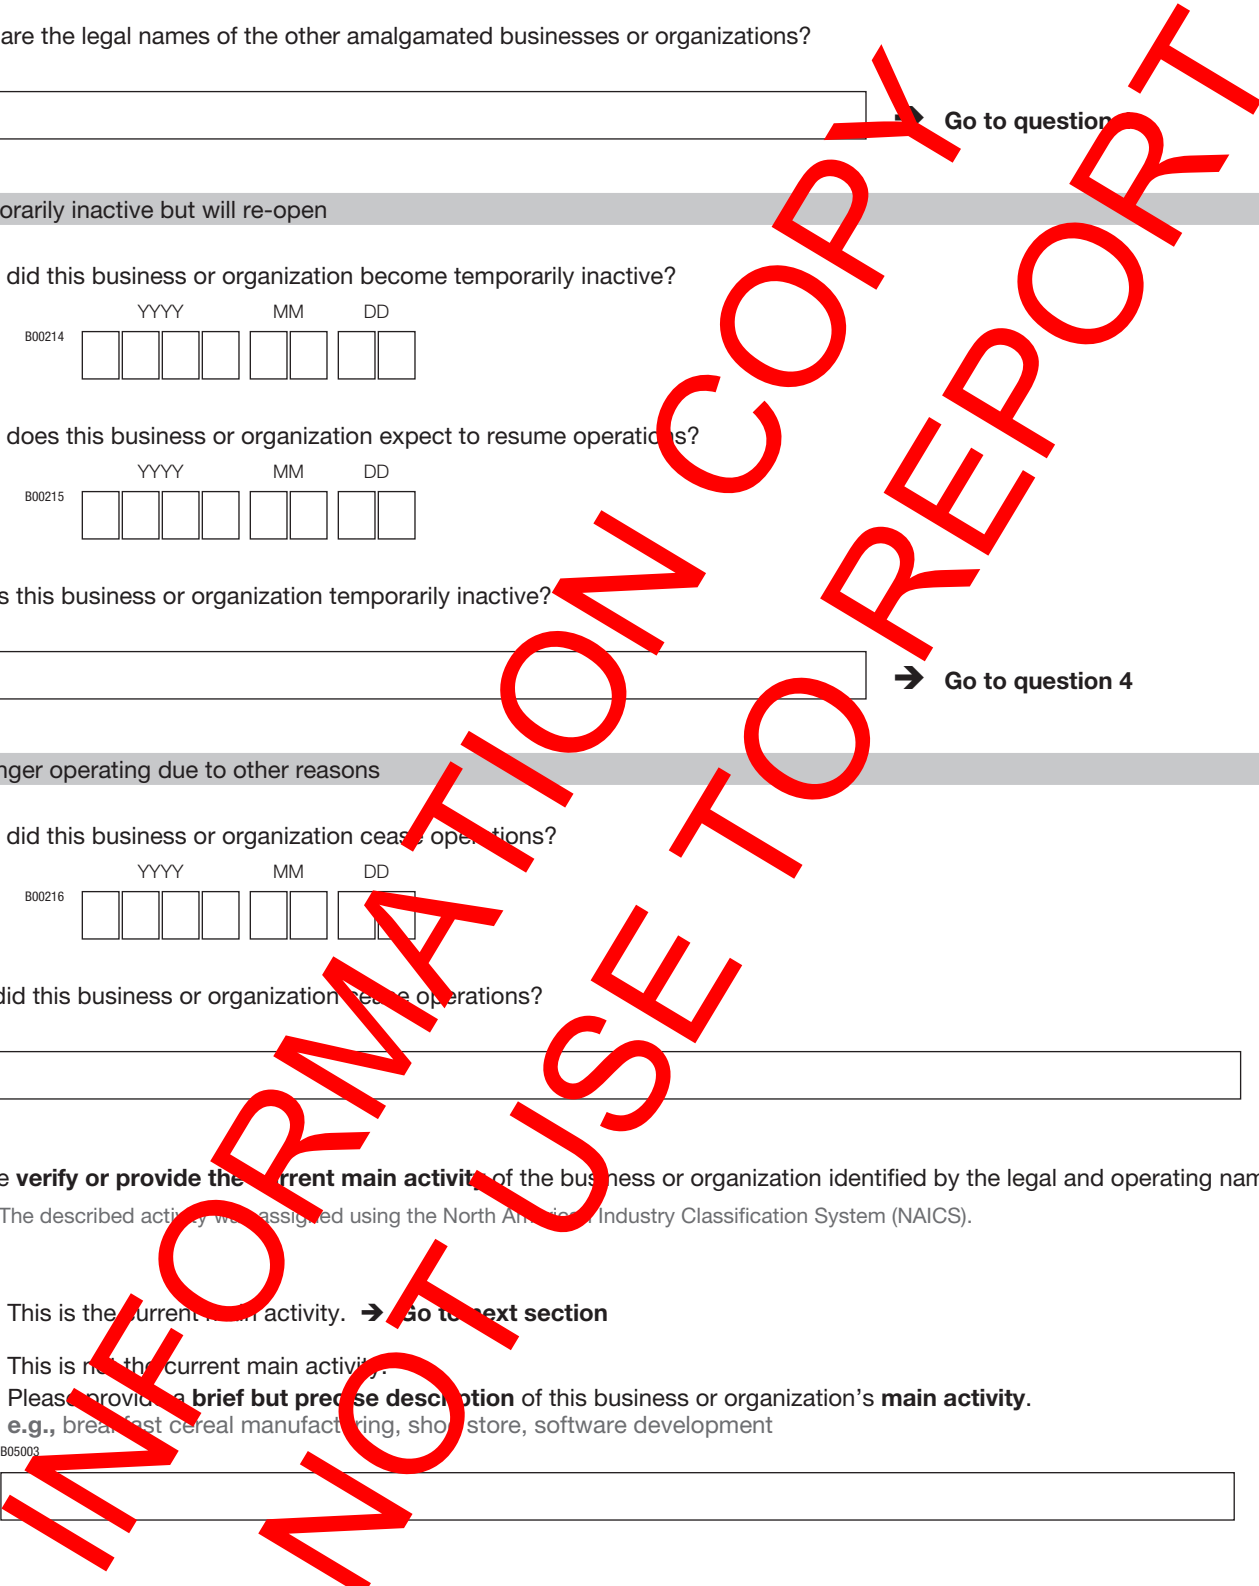 are the legal names of the other amalgamated businesses or organizations?
➔ Go to question
orarily inactive but will re-open
did this business or organization become temporarily inactive?
YYYY MM DD
B00214
does this business or organization expect to resume operations?
YYYY MM DD
B00215
s this business or organization temporarily inactive?
➔ Go to question 4
nger operating due to other reasons
did this business or organization cease operations?
YYYY MM DD
B00216
did this business or organization cease operations?
e verify or provide the current main activity of the business or organization identified by the legal and operating nam
The described activity was assigned using the North American Industry Classification System (NAICS).
This is the current main activity. ➔ Go to next section
This is not the current main activity.
Please provide a brief but precise description of this business or organization's main activity.
e.g., breakfast cereal manufacturing, shoe store, software development
B05003
INFORMATION COPY
NOT USE TO REPORT